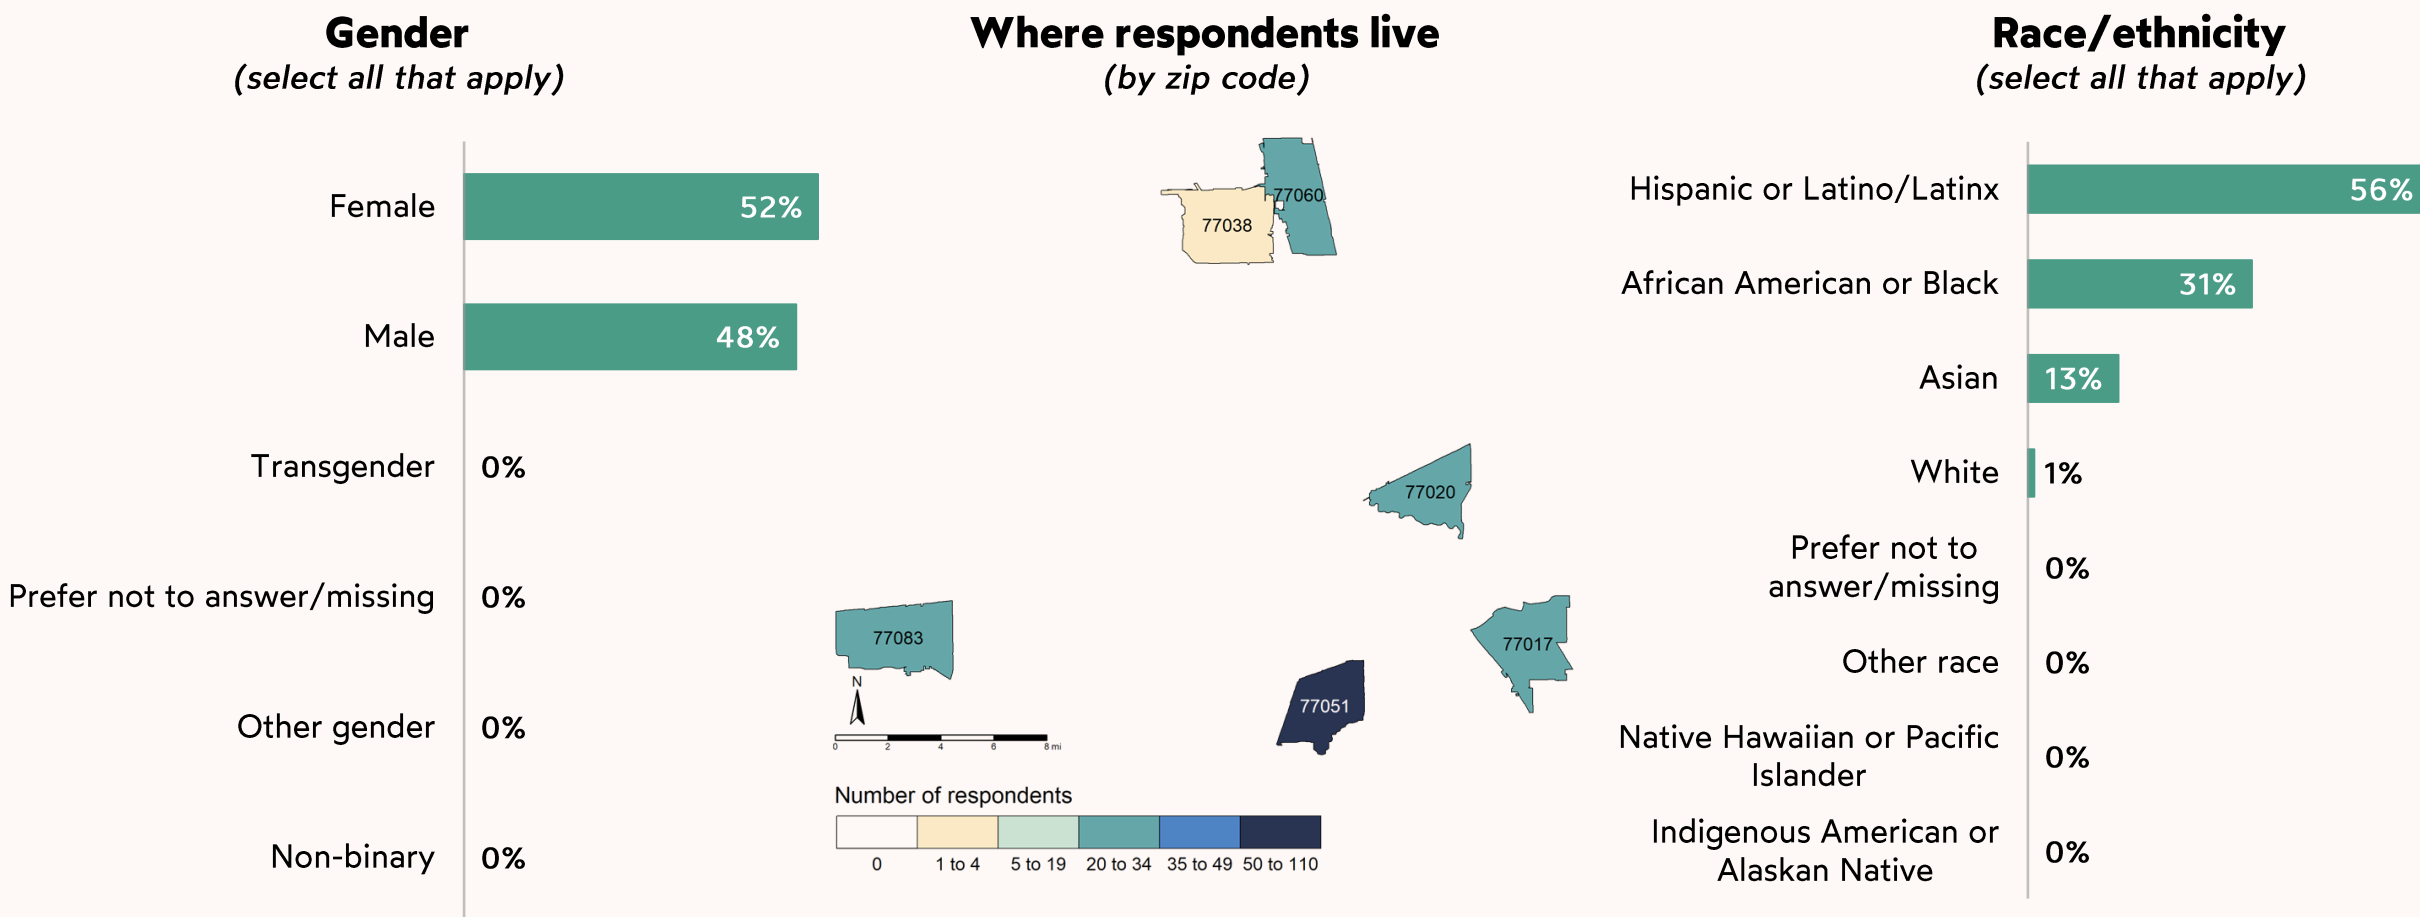 Gender
(select all that apply)
Female
52%
Male
48%
Transgender
0%
Prefer not to answer/missing
0%
Other gender
0%
Non-binary
0%
Where respondents live
(by zip code)
77060
77038
77020
77083
77017
77051
N
0 2 4 6 8 mi
Number of respondents
0 1 to 4 5 to 19 20 to 34 35 to 49 50 to 110
Race/ethnicity
(select all that apply)
Hispanic or Latino/Latinx
56%
African American or Black
31%
Asian
13%
White
1%
Prefer not to
answer/missing
0%
Other race
0%
Native Hawaiian or Pacific
Islander
0%
Indigenous American or
Alaskan Native
0%